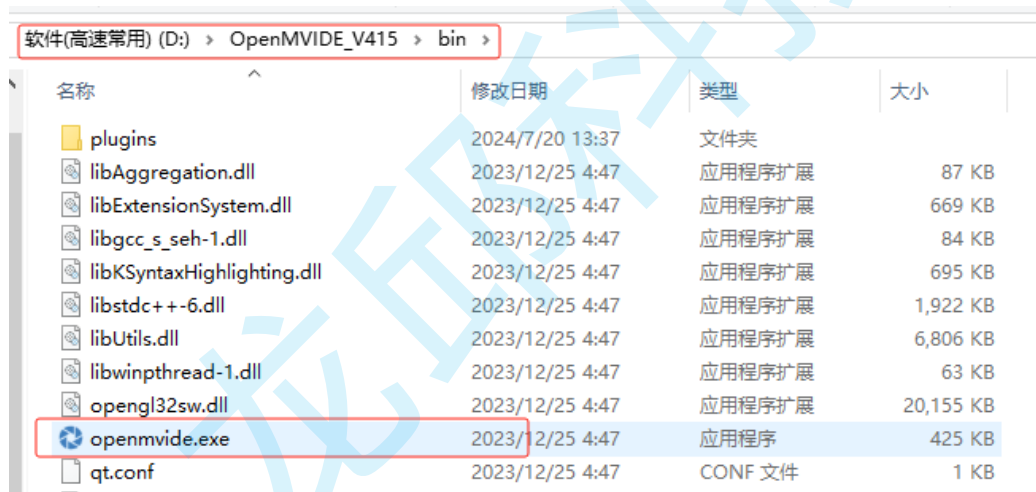 软件(高速常用) (D:) › OpenMVIDE_V415 › bin ›
名称 修改日期 类型 大小
plugins 2024/7/20 13:37 文件夹
libAggregation.dll 2023/12/25 4:47 应用程序扩展 87 KB
libExtensionSystem.dll 2023/12/25 4:47 应用程序扩展 669 KB
libgcc_s_seh-1.dll 2023/12/25 4:47 应用程序扩展 84 KB
libKSyntaxHighlighting.dll 2023/12/25 4:47 应用程序扩展 695 KB
libstdc++-6.dll 2023/12/25 4:47 应用程序扩展 1,922 KB
libUtils.dll 2023/12/25 4:47 应用程序扩展 6,806 KB
libwinpthread-1.dll 2023/12/25 4:47 应用程序扩展 63 KB
opengl32sw.dll 2023/12/25 4:47 应用程序扩展 20,155 KB
openmvide.exe 2023/12/25 4:47 应用程序 425 KB
qt.conf 2023/12/25 4:47 CONF 文件 1 KB
龙邱科